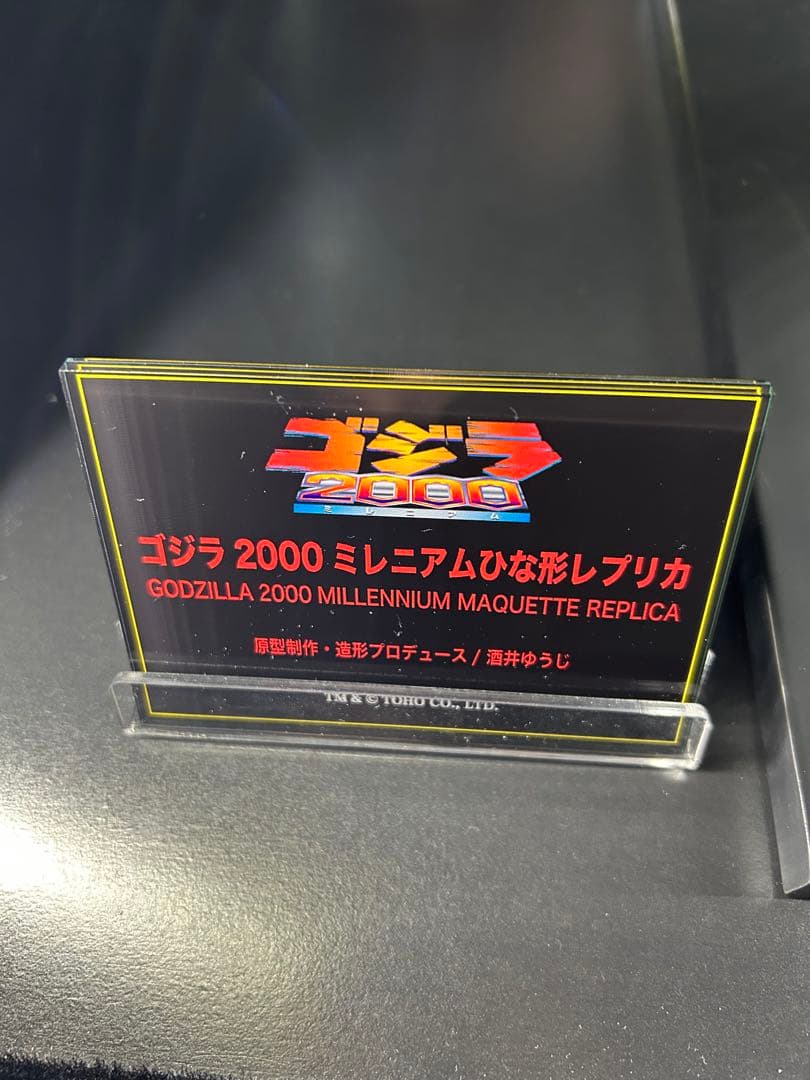 ゴジラ
2000
ミレニアム
ゴジラ 2000 ミレニアムひな形レプリカ
GODZILLA 2000 MILLENNIUM MAQUETTE REPLICA
原型制作・造形プロデュース / 酒井ゆうじ
TM & © TOHO CO., LTD.